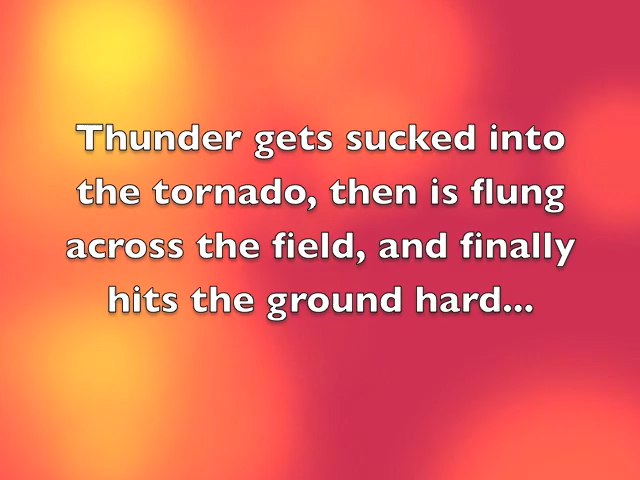 Thunder gets sucked into
the tornado, then is flung
across the field, and finally
hits the ground hard...